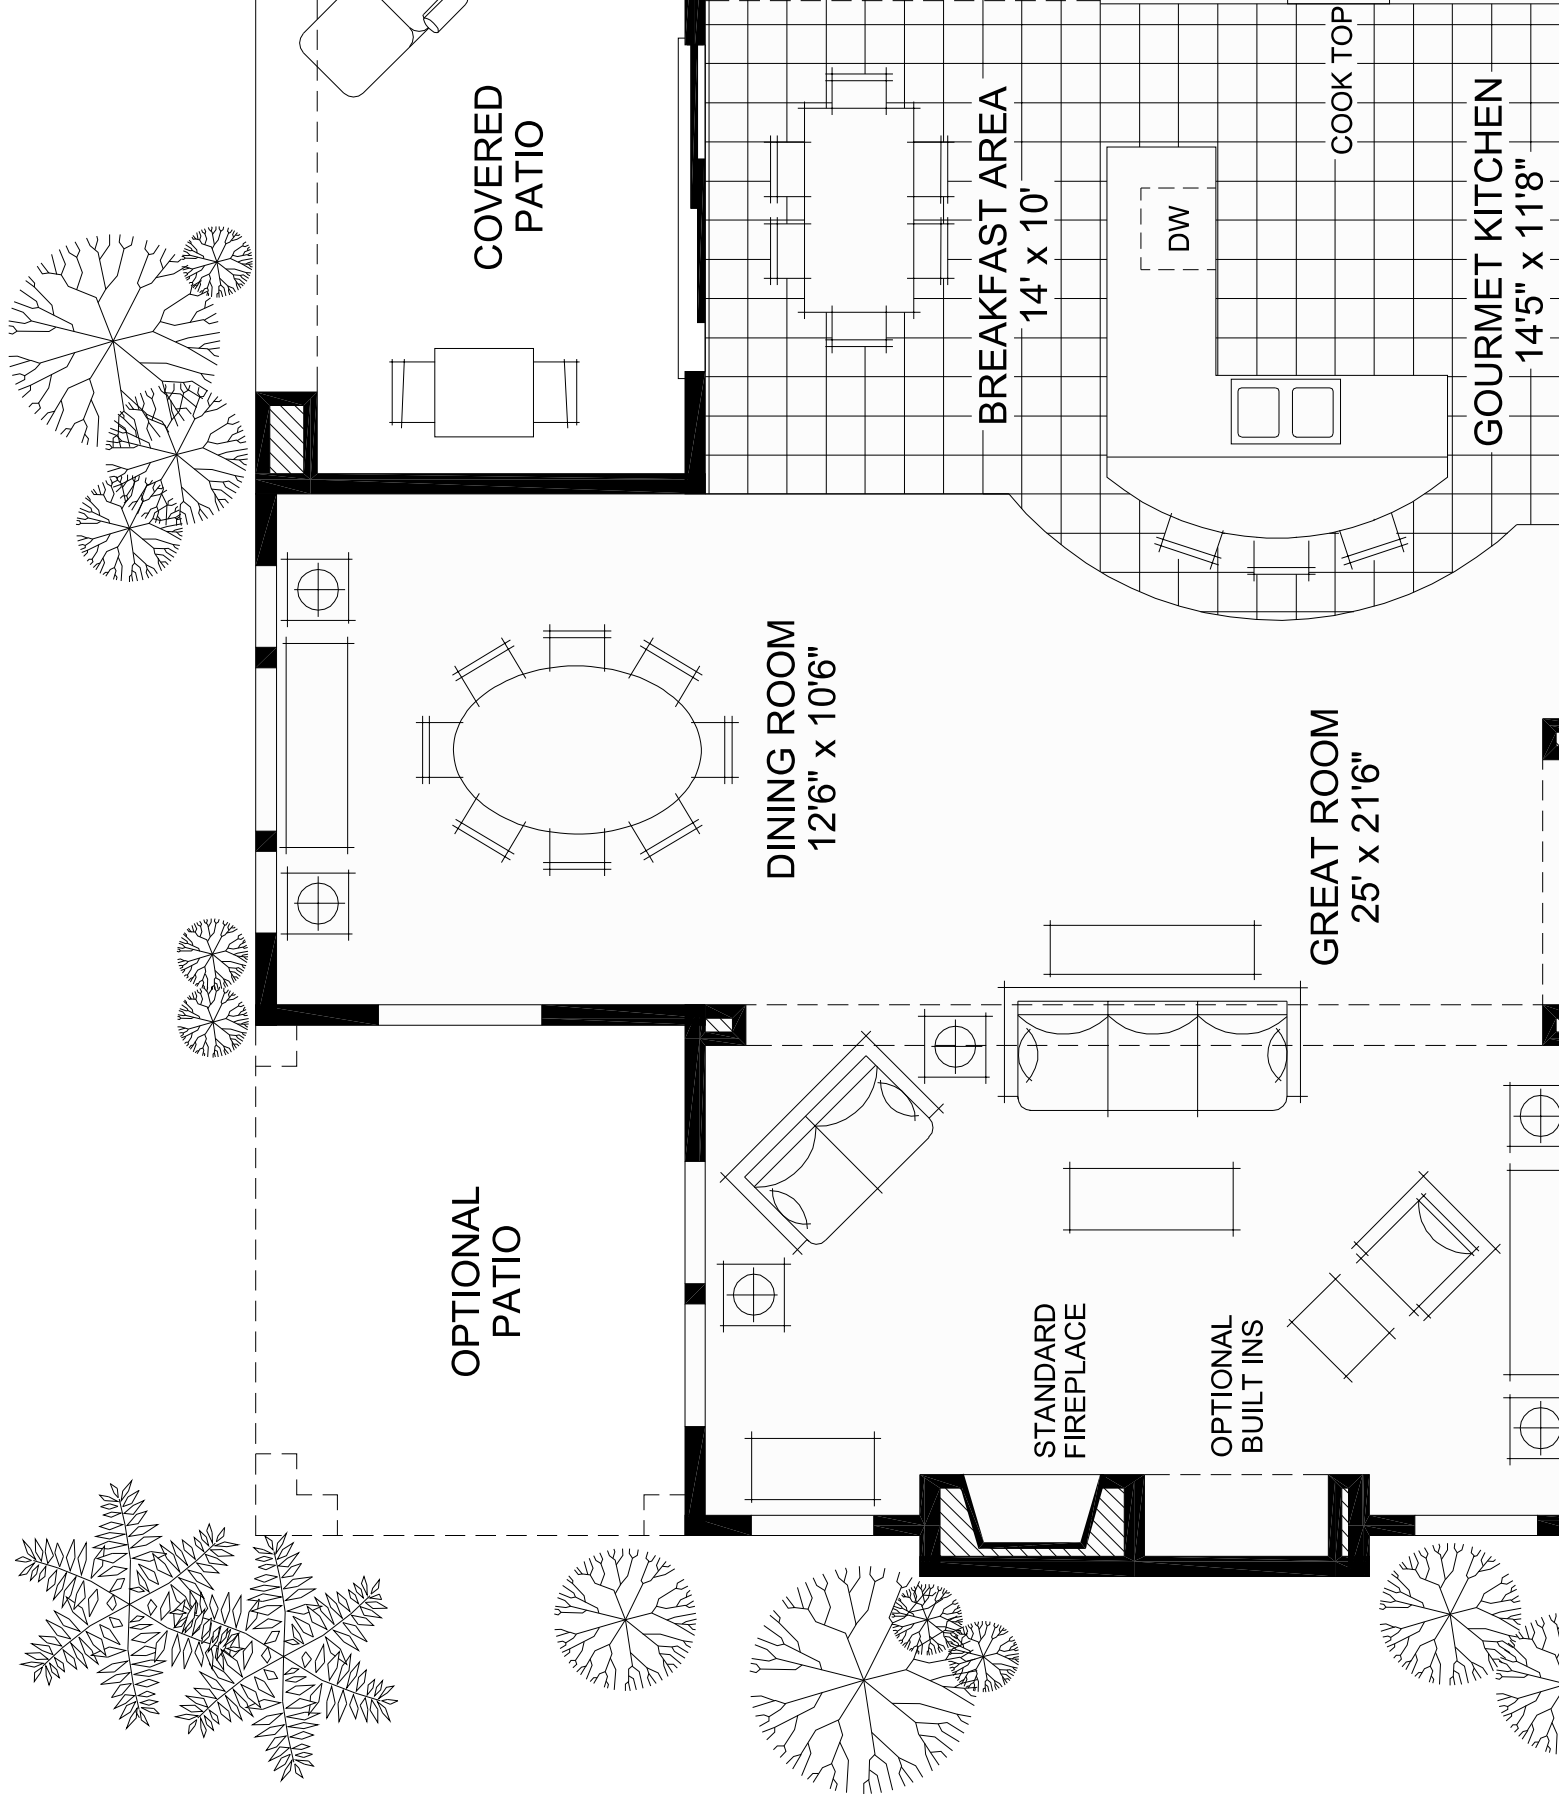 COVERED
PATIO
BREAKFAST AREA
14' x 10'
DW
COOK TOP
GOURMET KITCHEN
14'5" x 11'8"
DINING ROOM
12'6" x 10'6"
GREAT ROOM
25' x 21'6"
OPTIONAL
PATIO
STANDARD
FIREPLACE
OPTIONAL
BUILT INS